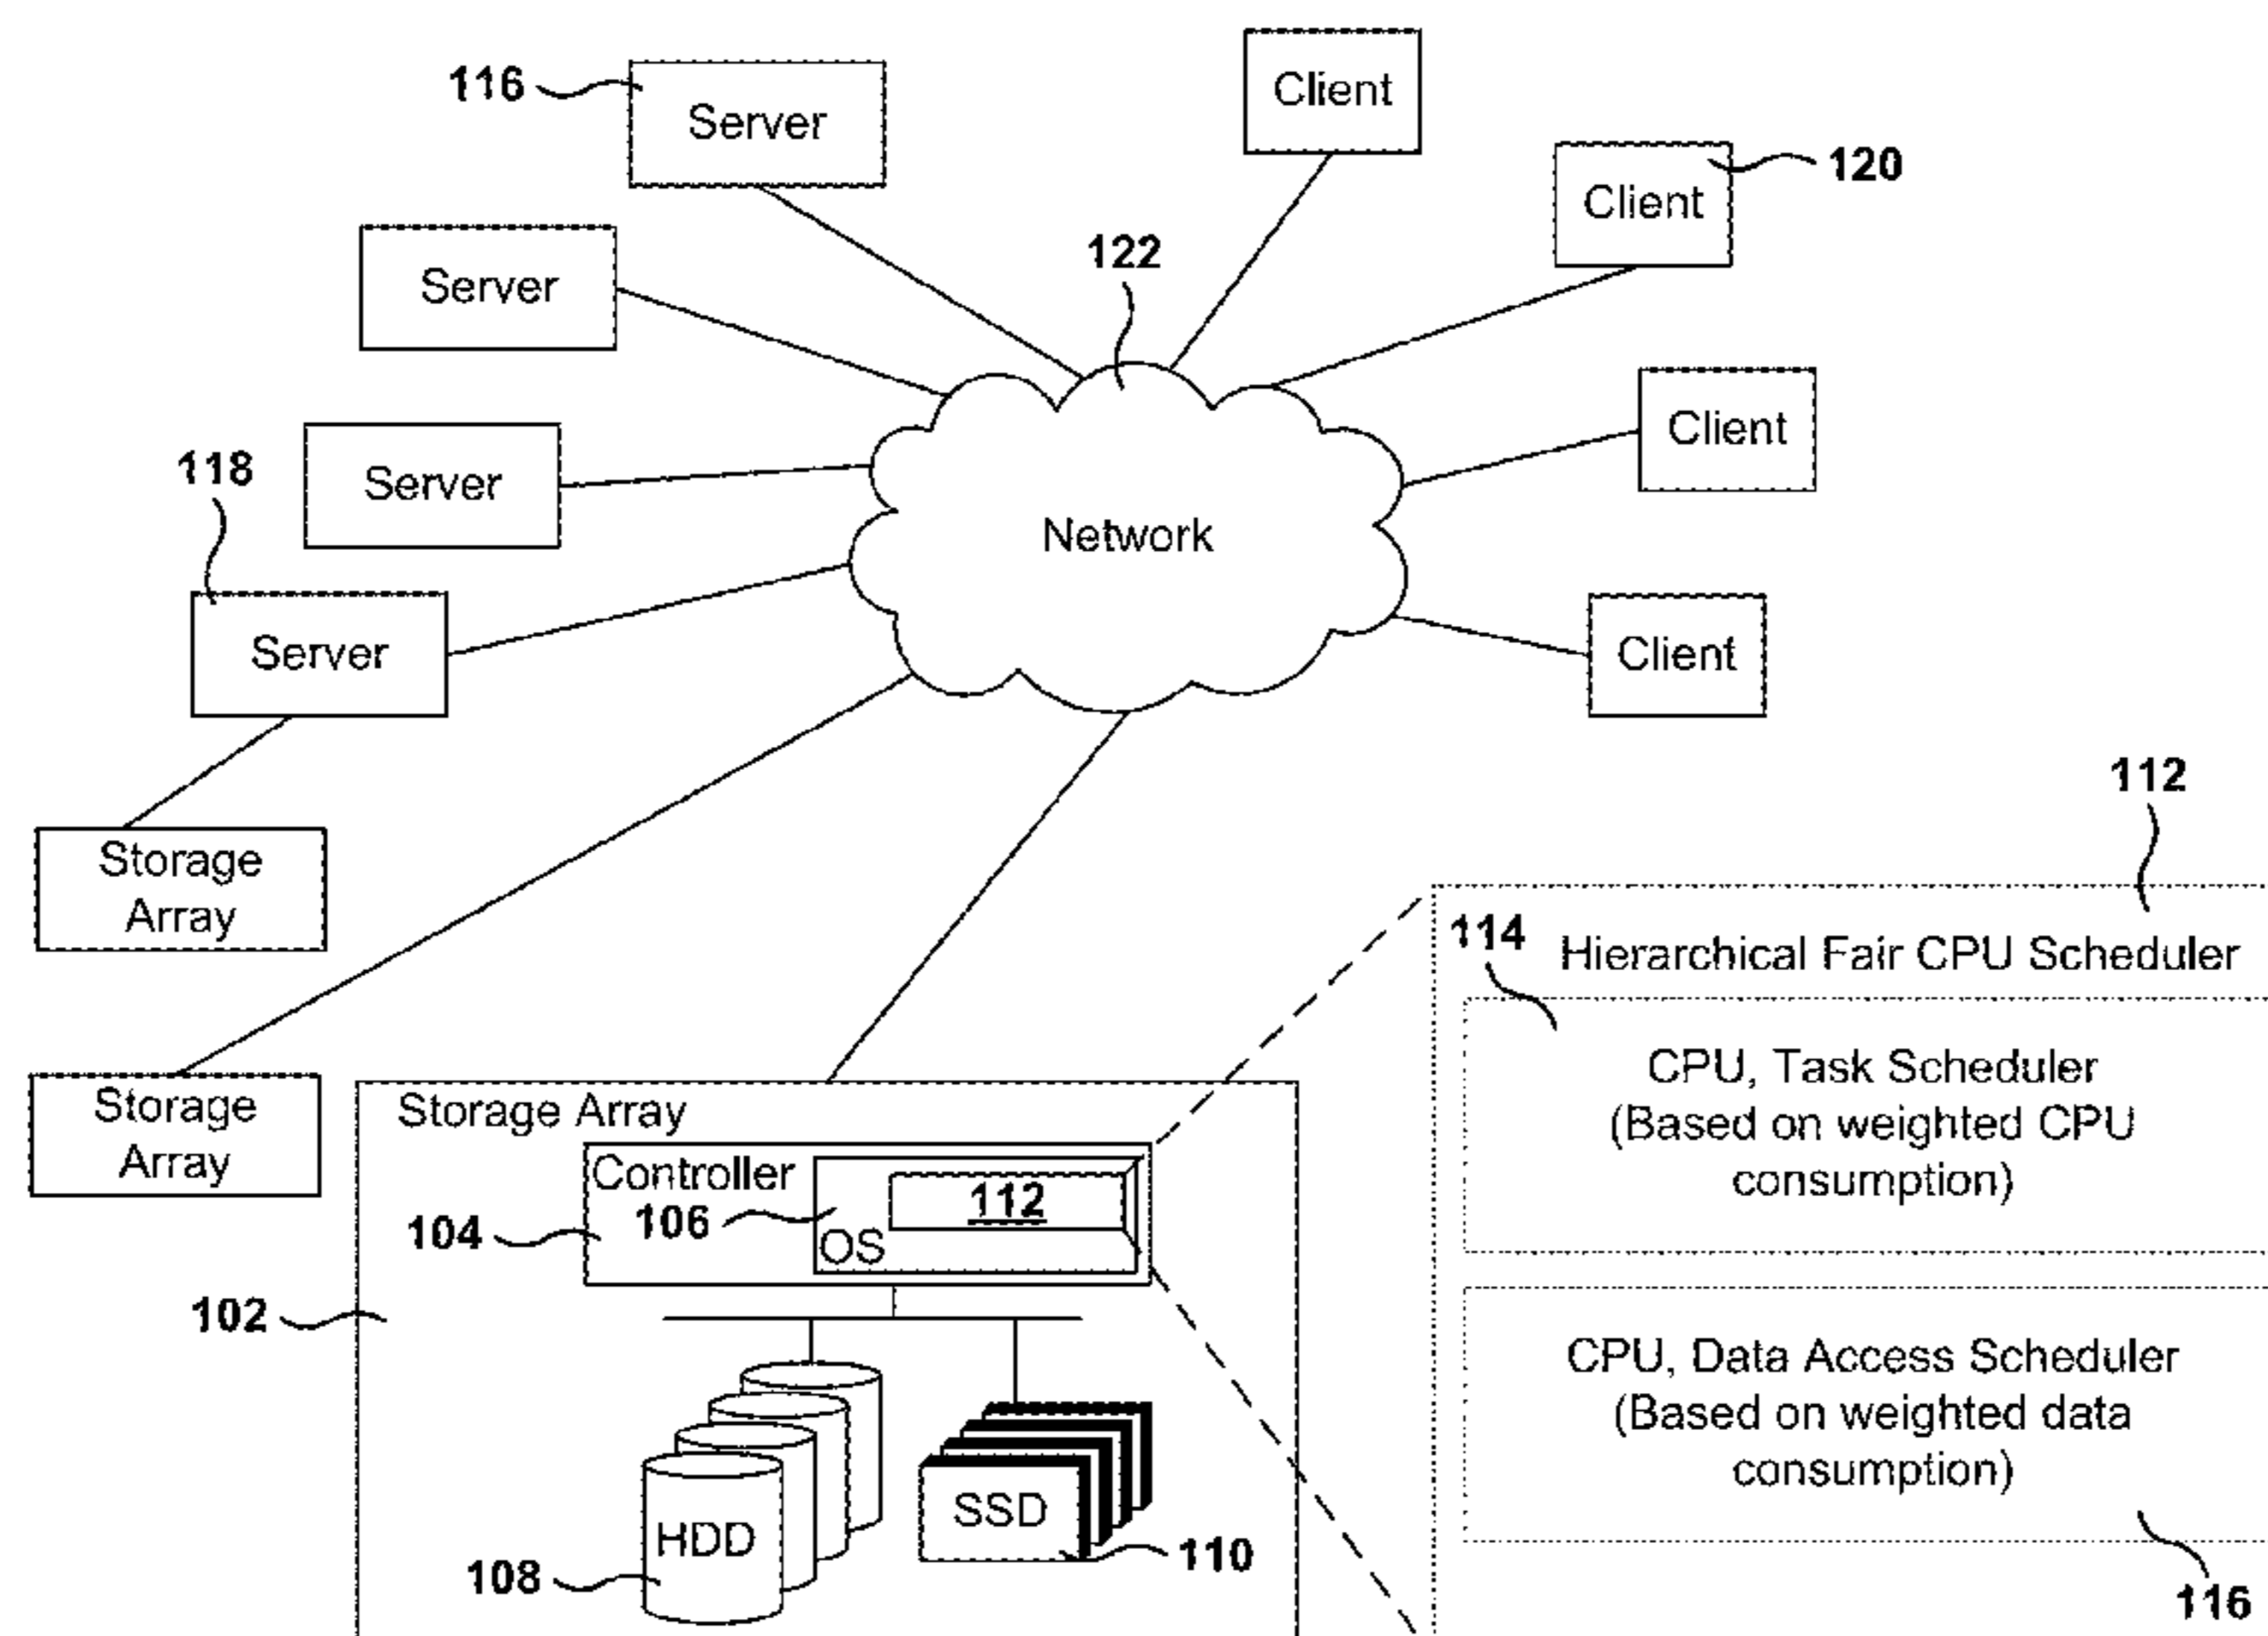 116
Server
Client
Client
120
Server
122
Client
Server
118
Network
Server
Client
Storage
Array
112
114
Hierarchical Fair CPU Scheduler
CPU, Task Scheduler
(Based on weighted CPU
consumption)
Storage
Array
Storage Array
Controller
112
106
104
OS
102
CPU, Data Access Scheduler
(Based on weighted data
consumption)
SSD
HDD
110
108
116